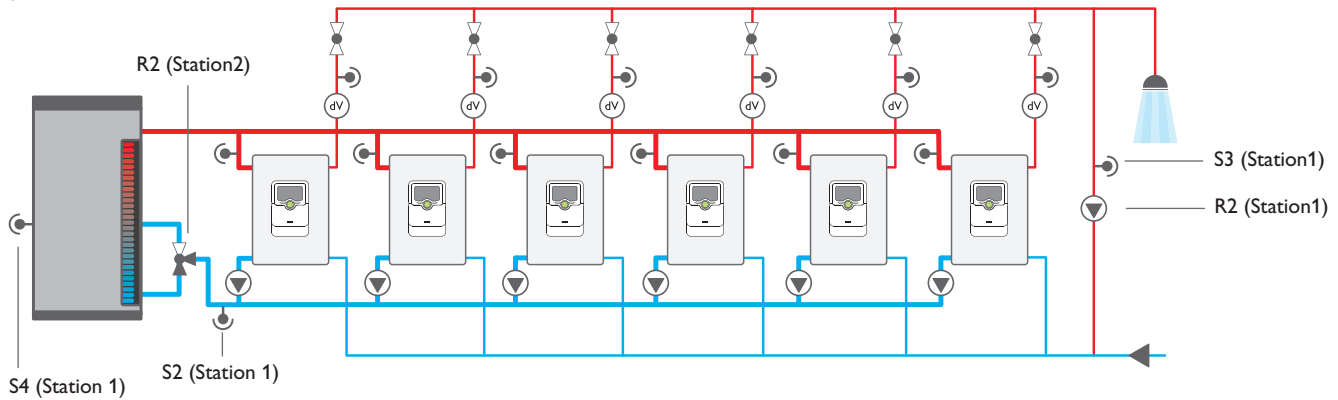 R2 (Station2)
dV
dV
dV
dV
dV
dV
S3 (Station1)
R2 (Station1)
S2 (Station 1)
S4 (Station 1)